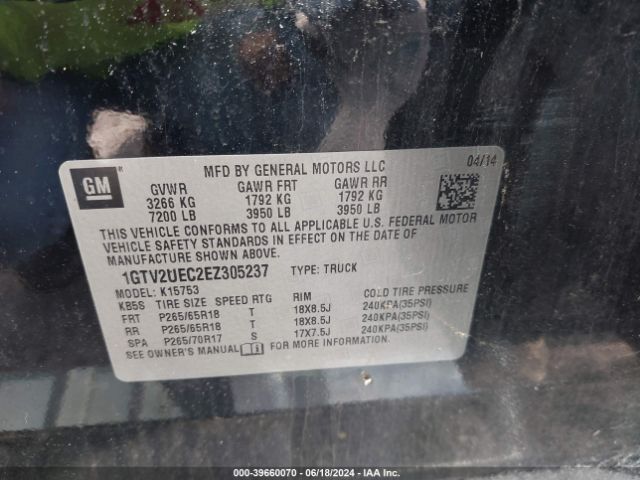 GM
MFD BY GENERAL MOTORS LLC
04/14
GVWR GAWR FRT GAWR RR
3266 KG 1792 KG 1792 KG
7200 LB 3950 LB 3950 LB
THIS VEHICLE CONFORMS TO ALL APPLICABLE U.S. FEDERAL MOTOR
VEHICLE SAFETY STANDARDS IN EFFECT ON THE DATE OF
MANUFACTURE SHOWN ABOVE.
1GTV2UEC2EZ305237 TYPE: TRUCK
MODEL: K15753
KB5S TIRE SIZE SPEED RTG RIM COLD TIRE PRESSURE
FRT P265/65R18 T 18X8.5J 240KPA(35PSI)
RR P265/65R18 T 18X8.5J 240KPA(35PSI)
SPA P265/70R17 S 17X7.5J 240KPA(35PSI)
SEE OWNER'S MANUAL FOR MORE INFORMATION.
000-39660070 - 06/18/2024 - IAA Inc.